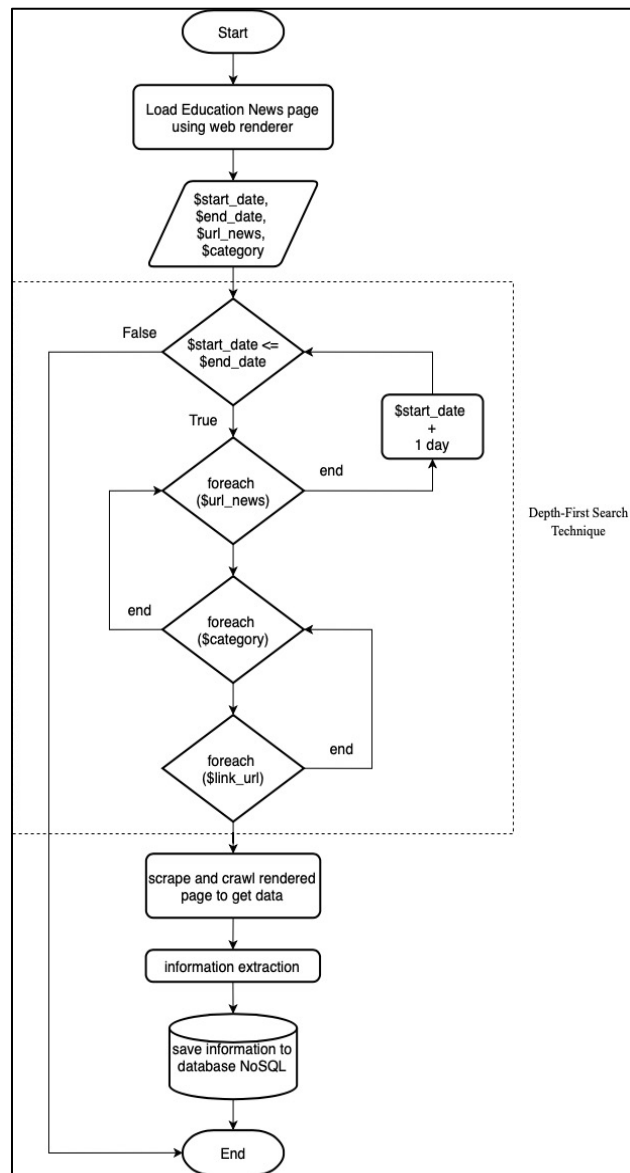 Start
Load Education News page
using web renderer
$start_date,
$end_date,
$url_news,
$category
False
$start_date <=
$end_date
True
$start_date
+
1 day
foreach
($url_news)
end
Depth-First Search
Technique
end
foreach
($category)
foreach
($link_url)
end
scrape and crawl rendered
page to get data
information extraction
save information to
database NoSQL
End